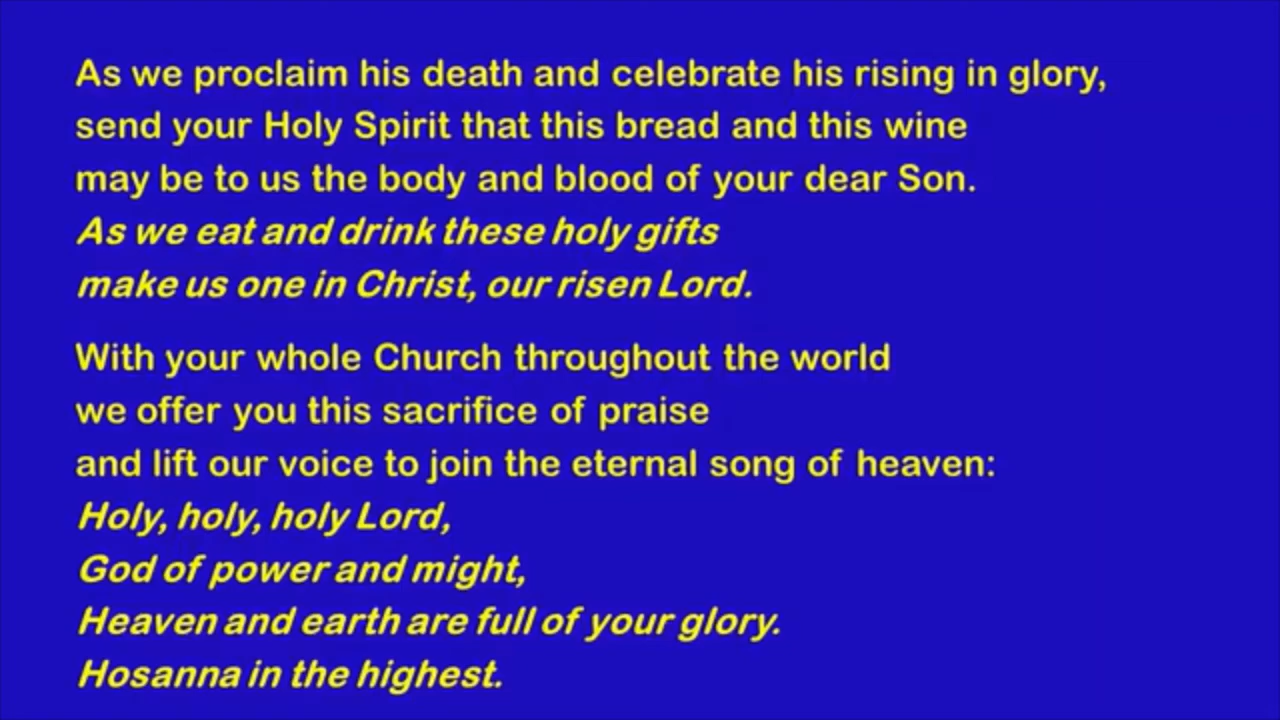 As we proclaim his death and celebrate his rising in glory,
send your Holy Spirit that this bread and this wine
may be to us the body and blood of your dear Son.
As we eat and drink these holy gifts
make us one in Christ, our risen Lord.
With your whole Church throughout the world
we offer you this sacrifice of praise
and lift our voice to join the eternal song of heaven:
Holy, holy, holy Lord,
God of power and might,
Heaven and earth are full of your glory.
Hosanna in the highest.